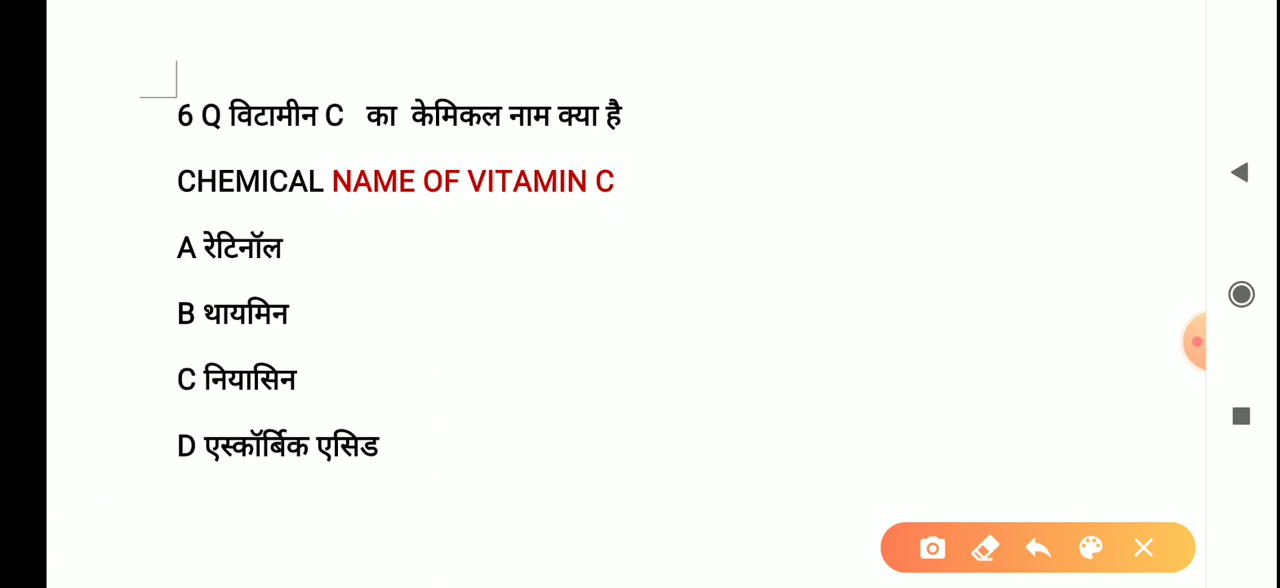 6 Q विटामीन C का केमिकल नाम क्या है
CHEMICAL NAME OF VITAMIN C
A रेटिनॉल
B थायमिन
C नियासिन
D एस्कॉर्बिक एसिड